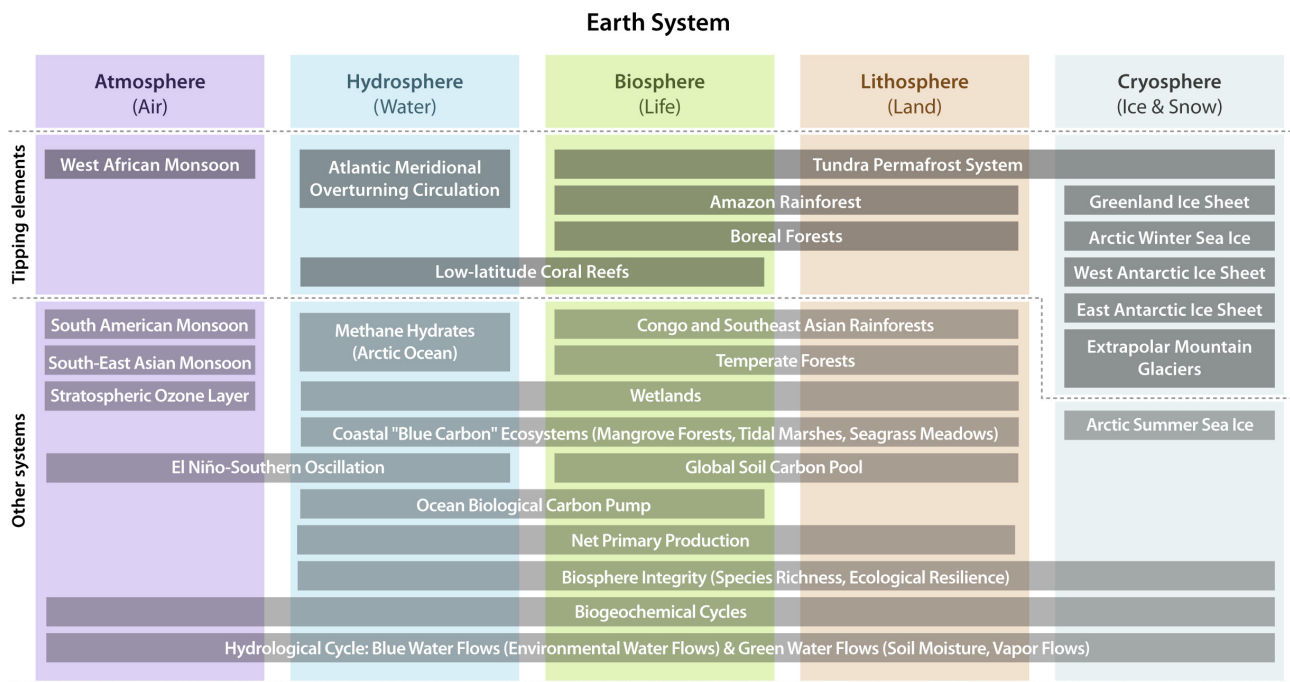 Earth System
Atmosphere
(Air)
Hydrosphere
(Water)
Biosphere
(Life)
Lithosphere
(Land)
Cryosphere
(Ice & Snow)
Tipping elements
West African Monsoon
Atlantic Meridional
Overturning Circulation
Tundra Permafrost System
Amazon Rainforest
Greenland Ice Sheet
Boreal Forests
Arctic Winter Sea Ice
Low-latitude Coral Reefs
West Antarctic Ice Sheet
East Antarctic Ice Sheet
Extrapolar Mountain
Glaciers
Other systems
South American Monsoon
Methane Hydrates
(Arctic Ocean)
Congo and Southeast Asian Rainforests
South-East Asian Monsoon
Temperate Forests
Stratospheric Ozone Layer
Wetlands
Coastal "Blue Carbon" Ecosystems (Mangrove Forests, Tidal Marshes, Seagrass Meadows)
Arctic Summer Sea Ice
El Niño-Southern Oscillation
Global Soil Carbon Pool
Ocean Biological Carbon Pump
Net Primary Production
Biosphere Integrity (Species Richness, Ecological Resilience)
Biogeochemical Cycles
Hydrological Cycle: Blue Water Flows (Environmental Water Flows) & Green Water Flows (Soil Moisture, Vapor Flows)